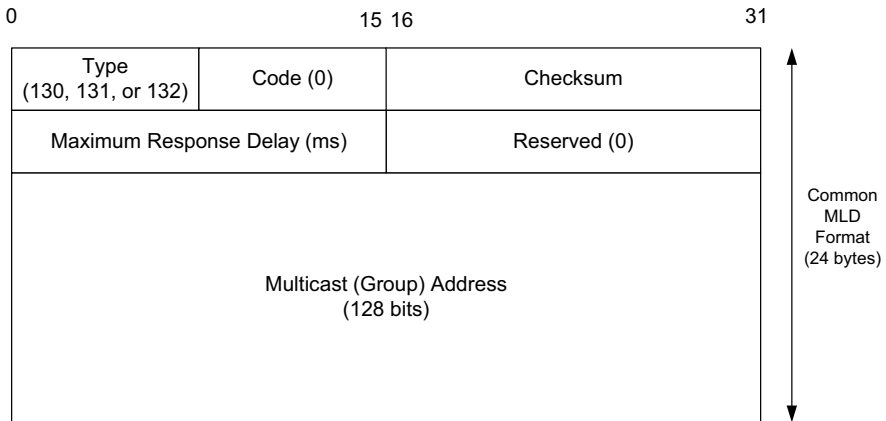 0
15 16
31
Type
(130, 131, or 132)
Code (0)
Checksum
Maximum Response Delay (ms)
Reserved (0)
Multicast (Group) Address
(128 bits)
Common
MLD
Format
(24 bytes)